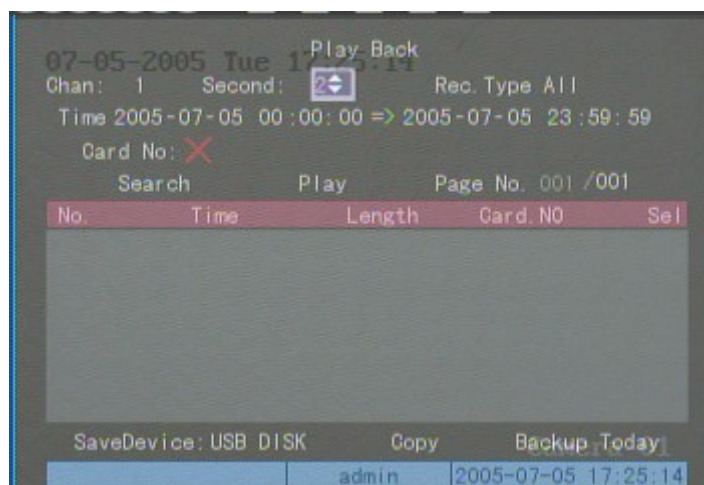 Play Back
07-05-2005 Tue 17:25:14
Chan: 1 Second: 2 Rec. Type All
Time 2005-07-05 00:00:00 => 2005-07-05 23:59:59
Card No:
Search Play Page No. 001 /001
No. Time Length Card. NO Sel
SaveDevice: USB DISK Copy Backup Today
Camera 01
admin 2005-07-05 17:25:14